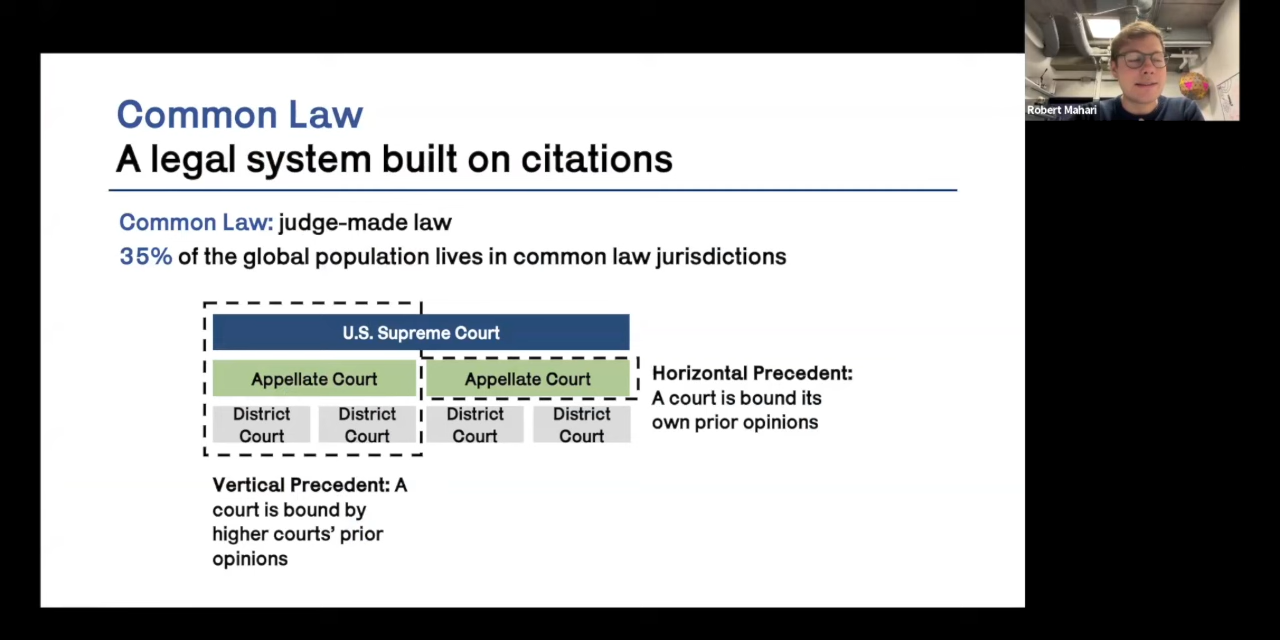 Common Law
A legal system built on citations
Common Law: judge-made law
35% of the global population lives in common law jurisdictions
U.S. Supreme Court
Appellate Court
Appellate Court
District
Court
District
Court
District
Court
District
Court
Horizontal Precedent:
A court is bound its
own prior opinions
Vertical Precedent: A
court is bound by
higher courts' prior
opinions
Robert Mahari